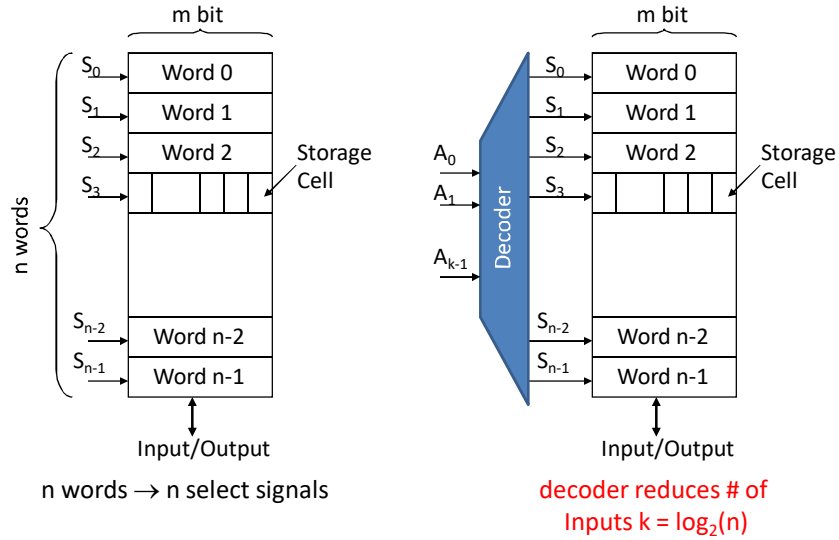 m bit
S0
Word 0
S1
Word 1
S2
Word 2
S3
Storage
Cell
n words
Sn-2
Word n-2
Sn-1
Word n-1
Input/Output
n words → n select signals
m bit
A0
A1
Ak-1
Decoder
S0
Word 0
S1
Word 1
S2
Word 2
S3
Storage
Cell
Sn-2
Word n-2
Sn-1
Word n-1
Input/Output
decoder reduces # of
Inputs k = log2(n)